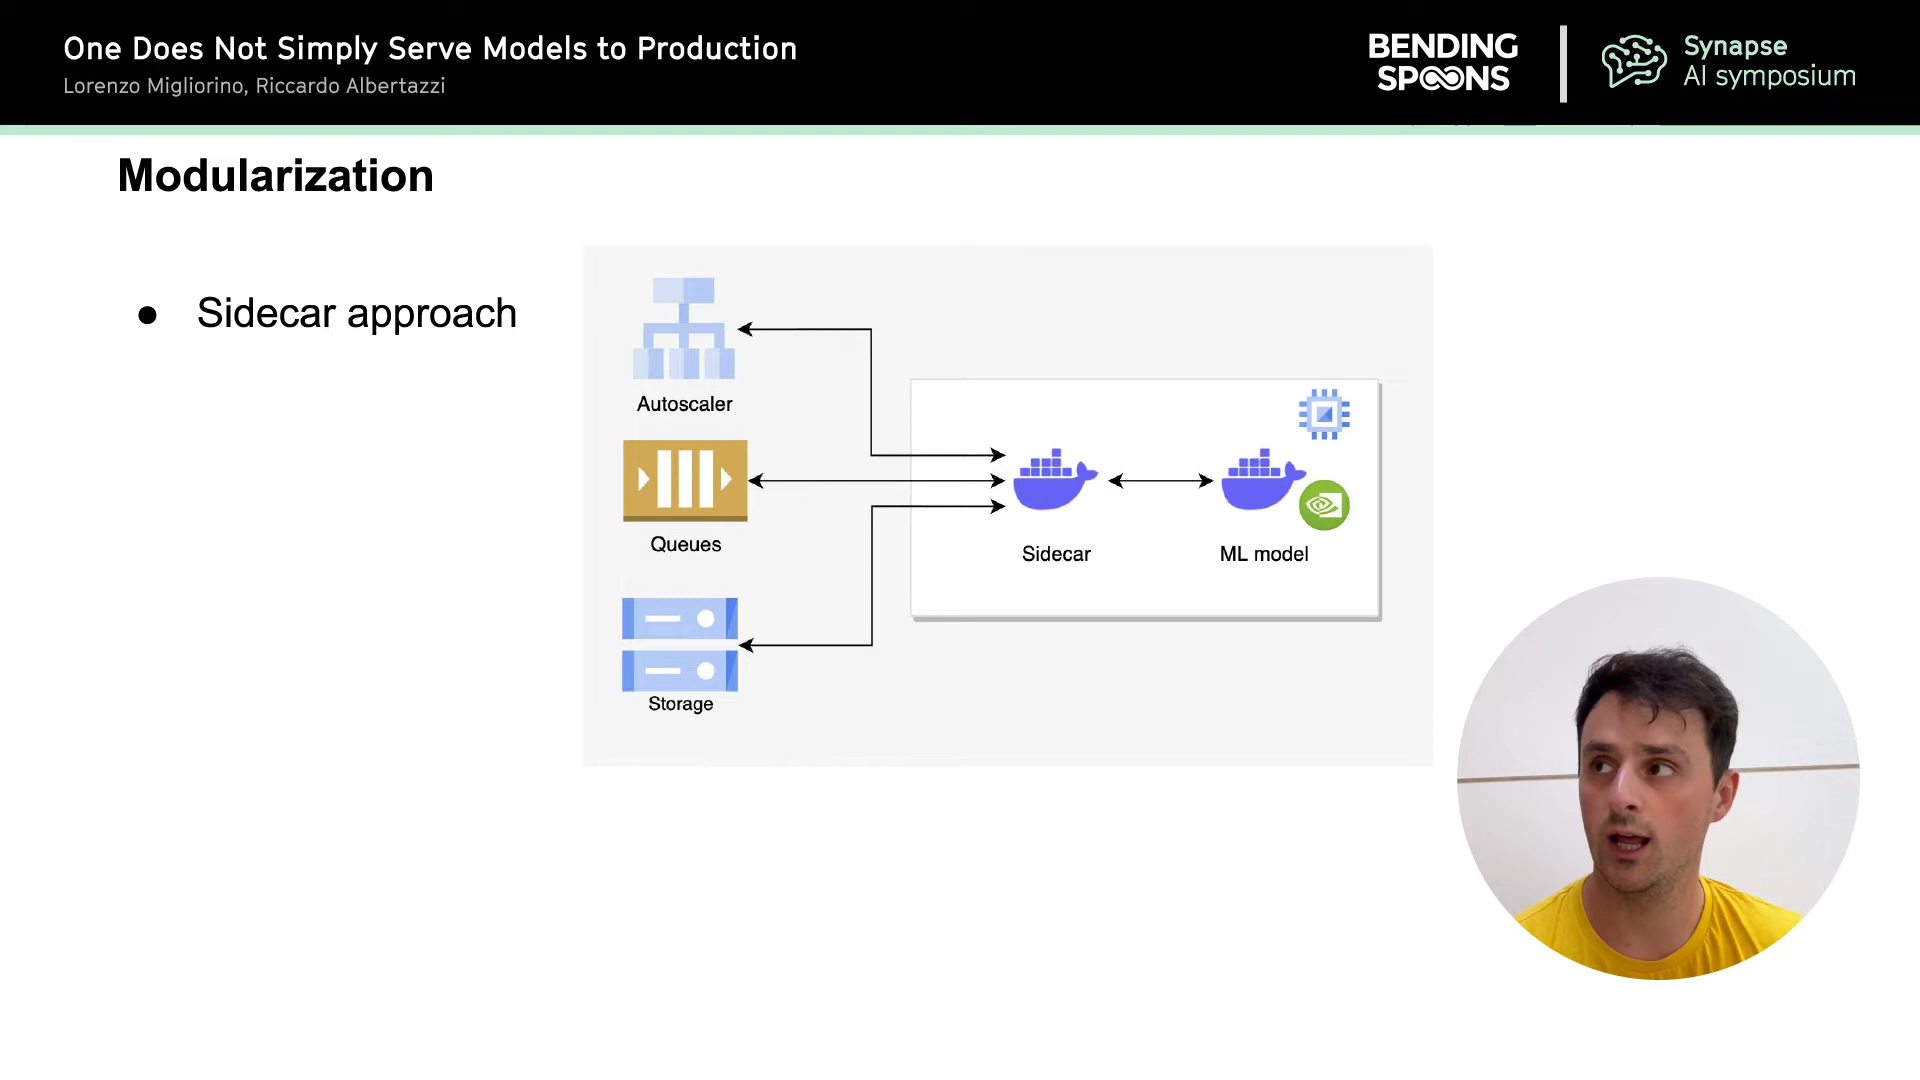 One Does Not Simply Serve Models to Production
Lorenzo Migliorino, Riccardo Albertazzi
BENDING
SPOONS
Synapse
AI symposium
Modularization
● Sidecar approach
Autoscaler
Queues
Storage
Sidecar
ML model